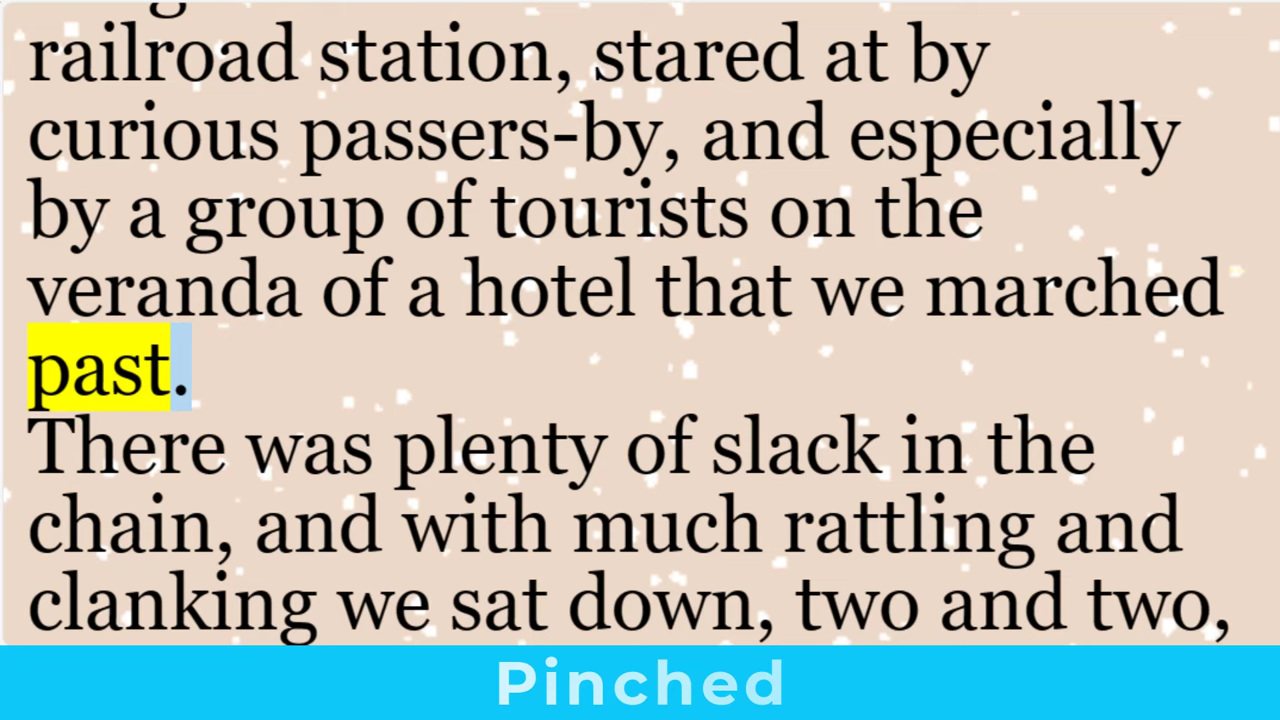 railroad station, stared at by
curious passers-by, and especially
by a group of tourists on the
veranda of a hotel that we marched
past.
There was plenty of slack in the
chain, and with much rattling and
clanking we sat down, two and two,
Pinched